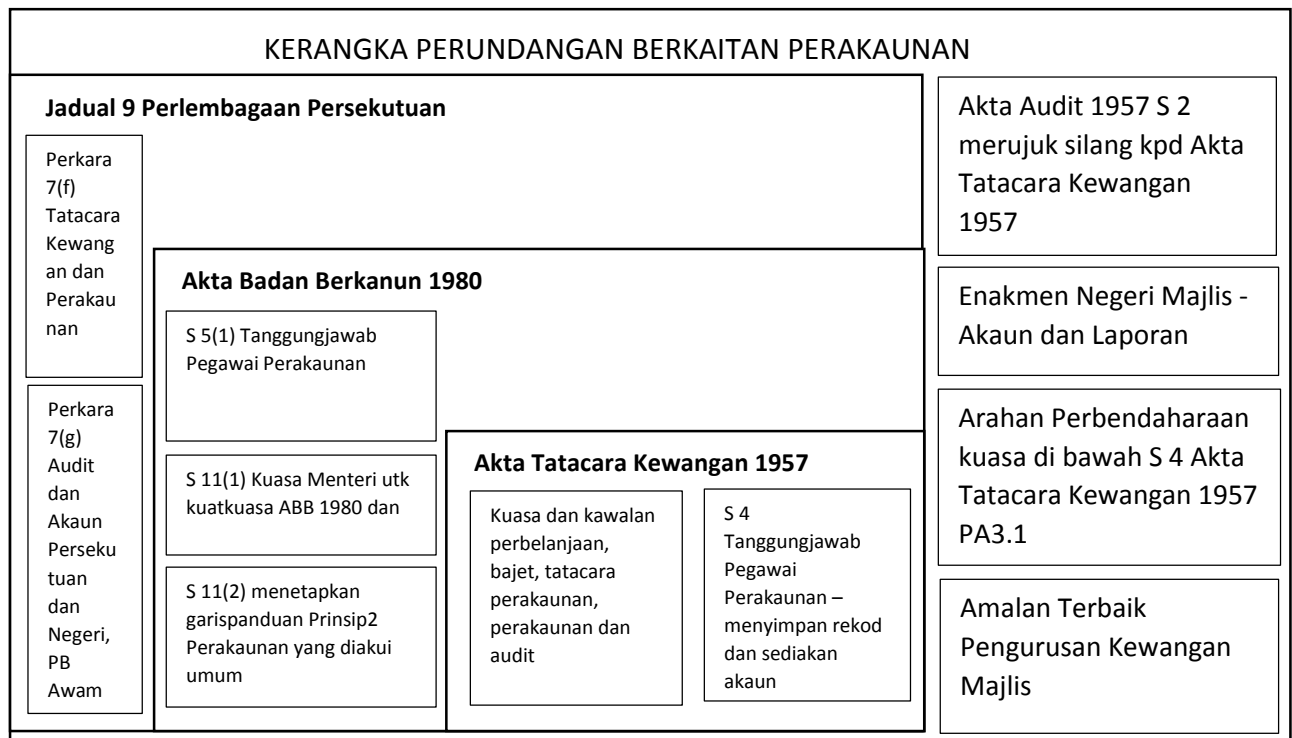 KERANGKA PERUNDANGAN BERKAITAN PERAKAUNAN
Jadual 9 Perlembagaan Persekutuan
Perkara
7(f)
Tatacara
Kewang
an dan
Perakau
nan
Perkara
7(g)
Audit
dan
Akaun
Perseku
tuan
dan
Negeri,
PB
Awam
Akta Badan Berkanun 1980
S 5(1) Tanggungjawab
Pegawai Perakaunan
S 11(1) Kuasa Menteri utk
kuatkuasa ABB 1980 dan
S 11(2) menetapkan
garispanduan Prinsip2
Perakaunan yang diakui
umum
Akta Tatacara Kewangan 1957
Kuasa dan kawalan
perbelanjaan,
bajet, tatacara
perakaunan,
perakaunan dan
audit
S 4
Tanggungjawab
Pegawai
Perakaunan –
menyimpan rekod
dan sediakan
akaun
Akta Audit 1957 S 2
merujuk silang kpd Akta
Tatacara Kewangan
1957
Enakmen Negeri Majlis -
Akaun dan Laporan
Arahan Perbendaharaan
kuasa di bawah S 4 Akta
Tatacara Kewangan 1957
PA3.1
Amalan Terbaik
Pengurusan Kewangan
Majlis